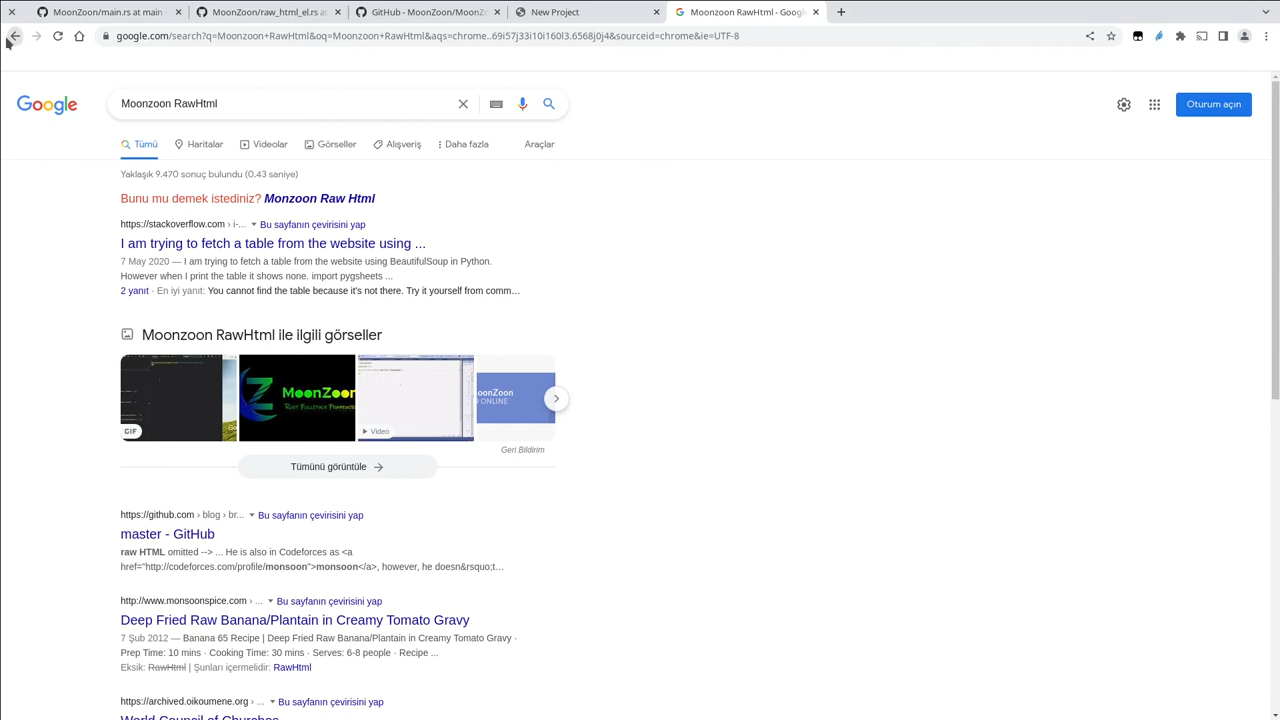 MoonZoon/main.rs at main
MoonZoon/raw_html_el.rs at
GitHub - MoonZoon/MoonZ
New Project
Moonzoon RawHtml - Google
google.com/search?q=Moonzoon+RawHtml&oq=Moonzoon+RawHtml&aqs=chrome..69i57j33i10i160l3.6568j0j4&sourceid=chrome&ie=UTF-8
Google
Moonzoon RawHtml
Oturum açın
Tümü
Haritalar
Videolar
Görseller
Alışveriş
Daha fazla
Araçlar
Yaklaşık 9.470 sonuç bulundu (0,43 saniye)
Bunu mu demek istediniz? Monzoon Raw Html
https://stackoverflow.com › i-... Bu sayfanın çevirisini yap
I am trying to fetch a table from the website using ...
7 May 2020 — I am trying to fetch a table from the website using BeautifulSoup in Python.
However when I print the table it shows none. import pygsheets ...
2 yanıt · En iyi yanıt: You cannot find the table because it's not there. Try it yourself from comm...
Moonzoon RawHtml ile ilgili görseller
MoonZoon
Rust Fullstack Framework
oonZoon
ONLINE
GIF
Video
Geri Bildirim
Tümünü görüntüle
https://github.com › blog › br... Bu sayfanın çevirisini yap
master - GitHub
raw HTML omitted --> ... He is also in Codeforces as <a
href="http://codeforces.com/profile/monsoon">monsoon</a>, however, he doesn&rsquo;t...
http://www.monsoonspice.com › ... Bu sayfanın çevirisini yap
Deep Fried Raw Banana/Plantain in Creamy Tomato Gravy
7 Şub 2012 — Banana 65 Recipe | Deep Fried Raw Banana/Plantain in Creamy Tomato Gravy ·
Prep Time: 10 mins · Cooking Time: 30 mins · Serves: 6-8 people · Recipe ...
Eksik: RawHtml | Şunları içermelidir: RawHtml
https://archived.oikoumene.org › ... Bu sayfanın çevirisini yap
World Council of Churches